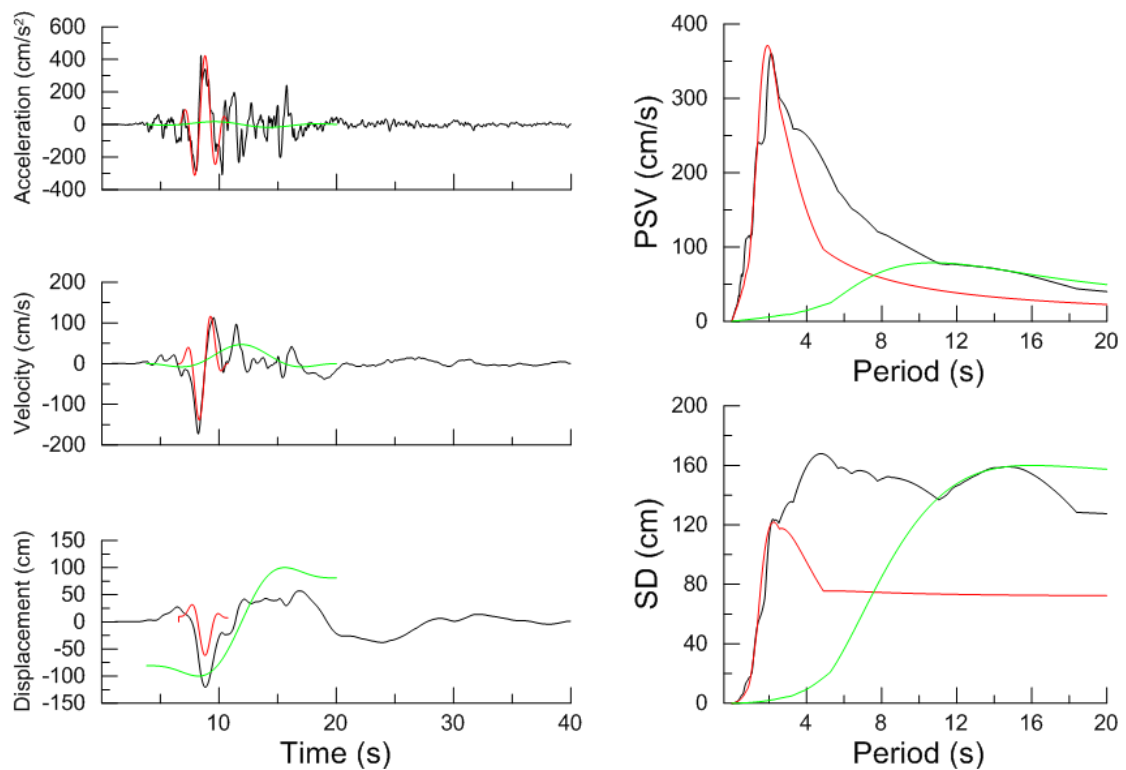 600
400
200
0
-200
-400
Acceleration (cm/s²)
200
100
0
-100
-200
Velocity (cm/s)
150
100
50
0
-50
-100
-150
Displacement (cm)
10 20 30 40
Time (s)
400
300
200
100
0
PSV (cm/s)
4 8 12 16 20
Period (s)
200
160
120
80
40
0
SD (cm)
4 8 12 16 20
Period (s)